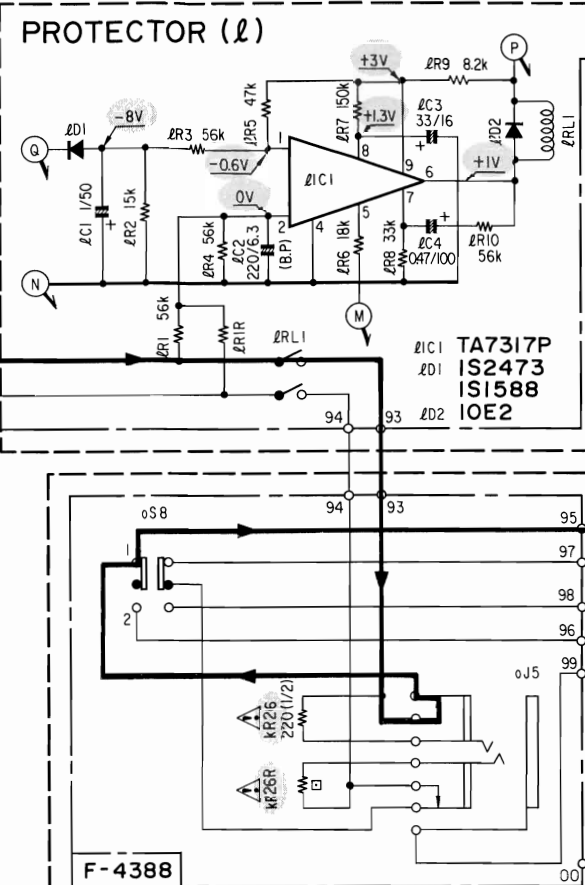 PROTECTOR (ℓ)
P
+3V
ℓR9 8.2k
47k
ℓR5
150k
ℓR7
ℓC3
33/16
+
ℓD2
ℓRL1
-8V
+1.3V
ℓD1
ℓR3 56k
Q
1
8
-0.6V
ℓIC1
9
6
+1V
0V
7
ℓC1 1/50
+
ℓR2 15k
2
4
5
+
ℓR4 56k
ℓC2
220/6.3
(B.P)
ℓR6 18k
ℓR8 33k
ℓC4
0.47/100
ℓR10
56k
N
M
56k
ℓR1
ℓR1R
ℓRL1
ℓIC1 TA7317P
ℓD1 1S2473
1S1588
ℓD2 10E2
94
93
94
93
oS8
95
1
97
2
98
96
99
oJ5
kR26
220(1/2)
kR26R
F-4388
00